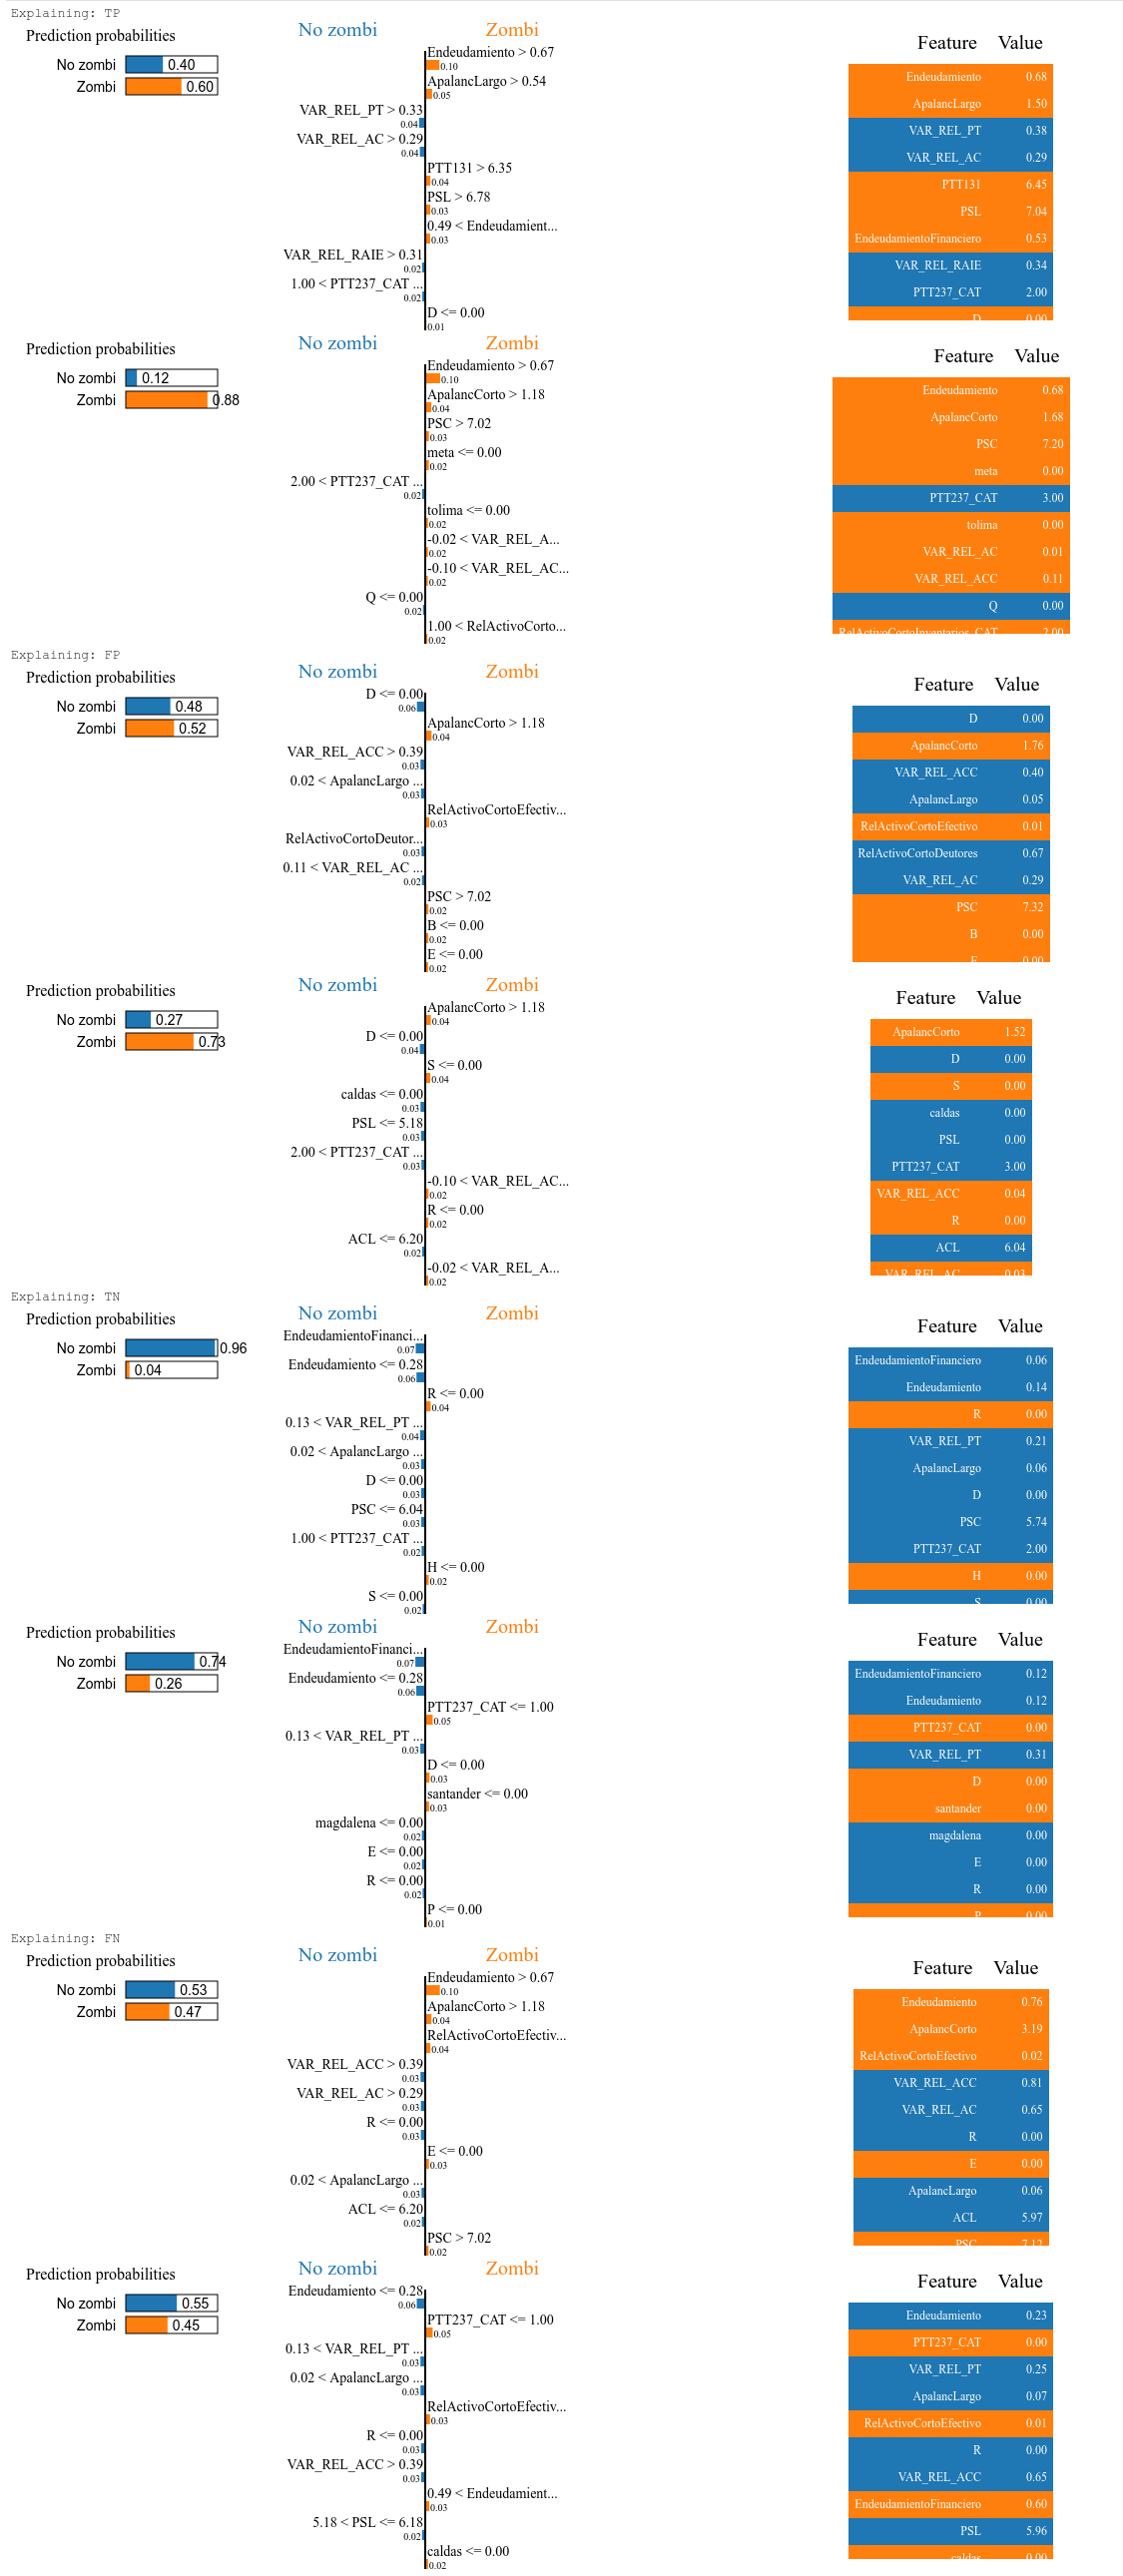 Explaining: TP
Prediction probabilities
No zombi 0.40
Zombi 0.60
No zombi Zombi
Endeudamiento > 0.67
0.10
ApalancLargo > 0.54
0.05
VAR_REL_PT > 0.33
0.04
VAR_REL_AC > 0.29
0.04
PTT131 > 6.35
0.04
PSL > 6.78
0.03
0.49 < Endeudamient...
0.03
VAR_REL_RAIE > 0.31
0.02
1.00 < PTT237_CAT ...
0.02
D <= 0.00
0.01
Feature Value
Endeudamiento 0.68
ApalancLargo 1.50
VAR_REL_PT 0.38
VAR_REL_AC 0.29
PTT131 6.45
PSL 7.04
EndeudamientoFinanciero 0.53
VAR_REL_RAIE 0.34
PTT237_CAT 2.00
D 0.00
Prediction probabilities
No zombi 0.12
Zombi 0.88
No zombi Zombi
Endeudamiento > 0.67
0.10
ApalancCorto > 1.18
0.04
PSC > 7.02
0.03
meta <= 0.00
0.02
2.00 < PTT237_CAT ...
0.02
tolima <= 0.00
0.02
-0.02 < VAR_REL_A...
0.02
-0.10 < VAR_REL_AC...
0.02
Q <= 0.00
0.02
1.00 < RelActivoCorto...
0.02
Feature Value
Endeudamiento 0.68
ApalancCorto 1.68
PSC 7.20
meta 0.00
PTT237_CAT 3.00
tolima 0.00
VAR_REL_AC 0.01
VAR_REL_ACC 0.11
Q 0.00
RelActivoCortoInventarios_CAT 2.00
Explaining: FP
Prediction probabilities
No zombi 0.48
Zombi 0.52
No zombi Zombi
D <= 0.00
0.06
ApalancCorto > 1.18
0.04
VAR_REL_ACC > 0.39
0.03
0.02 < ApalancLargo ...
0.03
RelActivoCortoEfectiv...
0.03
RelActivoCortoDeutor...
0.03
0.11 < VAR_REL_AC ...
0.02
PSC > 7.02
0.02
B <= 0.00
0.02
E <= 0.00
0.02
Feature Value
D 0.00
ApalancCorto 1.76
VAR_REL_ACC 0.40
ApalancLargo 0.05
RelActivoCortoEfectivo 0.01
RelActivoCortoDeutores 0.67
VAR_REL_AC 0.29
PSC 7.32
B 0.00
E 0.00
Prediction probabilities
No zombi 0.27
Zombi 0.73
No zombi Zombi
ApalancCorto > 1.18
0.04
D <= 0.00
0.04
S <= 0.00
0.04
caldas <= 0.00
0.03
PSL <= 5.18
0.03
2.00 < PTT237_CAT ...
0.03
-0.10 < VAR_REL_AC...
0.02
R <= 0.00
0.02
ACL <= 6.20
0.02
-0.02 < VAR_REL_A...
0.02
Feature Value
ApalancCorto 1.52
D 0.00
S 0.00
caldas 0.00
PSL 0.00
PTT237_CAT 3.00
VAR_REL_ACC 0.04
R 0.00
ACL 6.04
VAR_REL_AC 0.03
Explaining: TN
Prediction probabilities
No zombi 0.96
Zombi 0.04
No zombi Zombi
EndeudamientoFinanci...
0.07
Endeudamiento <= 0.28
0.06
R <= 0.00
0.04
0.13 < VAR_REL_PT ...
0.04
0.02 < ApalancLargo ...
0.03
D <= 0.00
0.03
PSC <= 6.04
0.03
1.00 < PTT237_CAT ...
0.02
H <= 0.00
0.02
S <= 0.00
0.02
Feature Value
EndeudamientoFinanciero 0.06
Endeudamiento 0.14
R 0.00
VAR_REL_PT 0.21
ApalancLargo 0.06
D 0.00
PSC 5.74
PTT237_CAT 2.00
H 0.00
S 0.00
Prediction probabilities
No zombi 0.74
Zombi 0.26
No zombi Zombi
EndeudamientoFinanci...
0.07
Endeudamiento <= 0.28
0.06
PTT237_CAT <= 1.00
0.05
0.13 < VAR_REL_PT ...
0.03
D <= 0.00
0.03
santander <= 0.00
0.03
magdalena <= 0.00
0.02
E <= 0.00
0.02
R <= 0.00
0.02
P <= 0.00
0.01
Feature Value
EndeudamientoFinanciero 0.12
Endeudamiento 0.12
PTT237_CAT 0.00
VAR_REL_PT 0.31
D 0.00
santander 0.00
magdalena 0.00
E 0.00
R 0.00
P 0.00
Explaining: FN
Prediction probabilities
No zombi 0.53
Zombi 0.47
No zombi Zombi
Endeudamiento > 0.67
0.10
ApalancCorto > 1.18
0.04
RelActivoCortoEfectiv...
0.04
VAR_REL_ACC > 0.39
0.03
VAR_REL_AC > 0.29
0.03
R <= 0.00
0.03
E <= 0.00
0.03
0.02 < ApalancLargo ...
0.03
ACL <= 6.20
0.02
PSC > 7.02
0.02
Feature Value
Endeudamiento 0.76
ApalancCorto 3.19
RelActivoCortoEfectivo 0.02
VAR_REL_ACC 0.81
VAR_REL_AC 0.65
R 0.00
E 0.00
ApalancLargo 0.06
ACL 5.97
PSC 7.12
Prediction probabilities
No zombi 0.55
Zombi 0.45
No zombi Zombi
Endeudamiento <= 0.28
0.06
PTT237_CAT <= 1.00
0.05
0.13 < VAR_REL_PT ...
0.03
0.02 < ApalancLargo ...
0.03
RelActivoCortoEfectiv...
0.03
R <= 0.00
0.03
VAR_REL_ACC > 0.39
0.03
0.49 < Endeudamient...
0.03
5.18 < PSL <= 6.18
0.02
caldas <= 0.00
0.02
Feature Value
Endeudamiento 0.23
PTT237_CAT 0.00
VAR_REL_PT 0.25
ApalancLargo 0.07
RelActivoCortoEfectivo 0.01
R 0.00
VAR_REL_ACC 0.65
EndeudamientoFinanciero 0.60
PSL 5.96
caldas 0.00